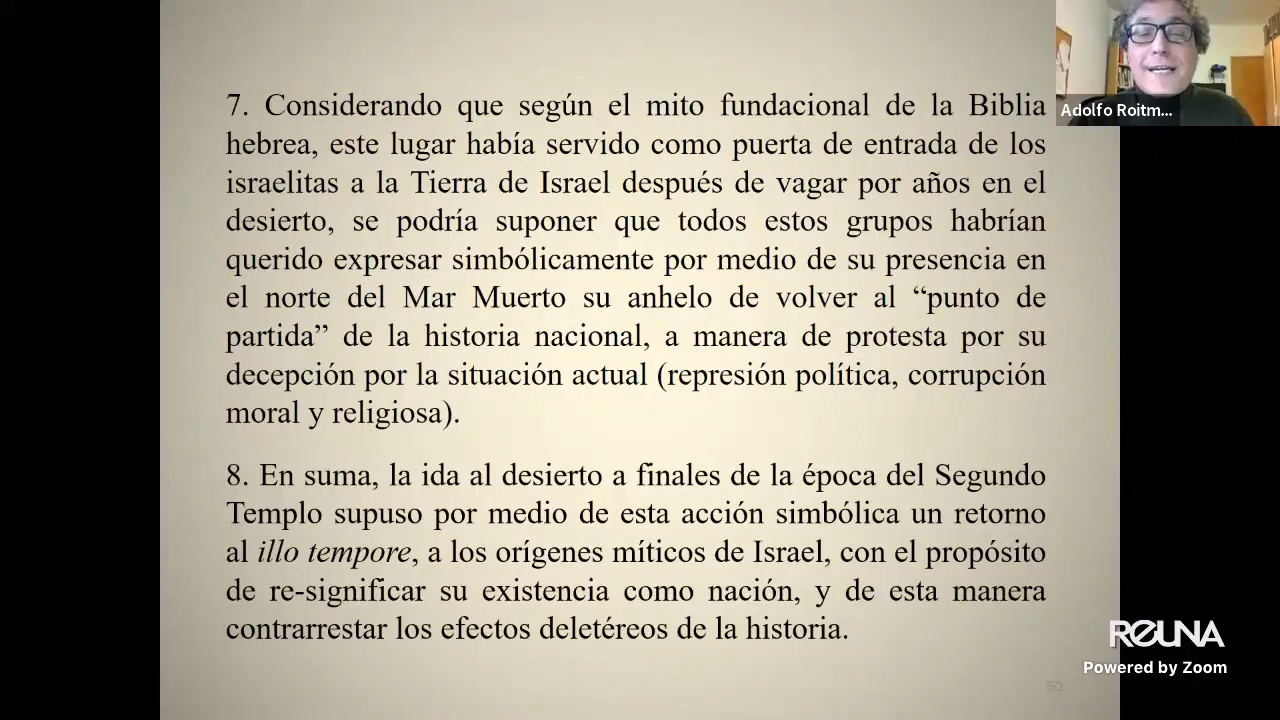 7. Considerando que según el mito fundacional de la Biblia
hebrea, este lugar había servido como puerta de entrada de los
israelitas a la Tierra de Israel después de vagar por años en el
desierto, se podría suponer que todos estos grupos habrían
querido expresar simbólicamente por medio de su presencia en
el norte del Mar Muerto su anhelo de volver al “punto de
partida” de la historia nacional, a manera de protesta por su
decepción por la situación actual (represión política, corrupción
moral y religiosa).
8. En suma, la ida al desierto a finales de la época del Segundo
Templo supuso por medio de esta acción simbólica un retorno
al illo tempore, a los orígenes míticos de Israel, con el propósito
de re-significar su existencia como nación, y de esta manera
contrarrestar los efectos deletéreos de la historia.
Adolfo Roitm...
REUNA
Powered by Zoom
50